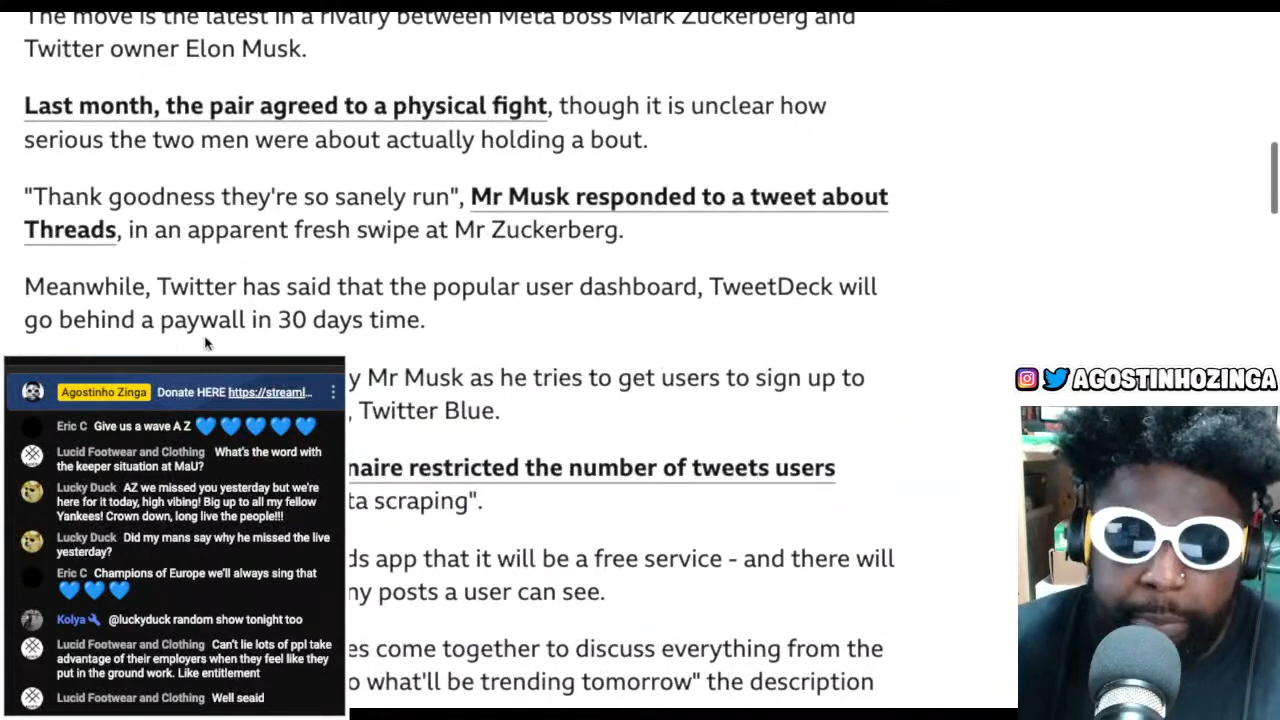 The move is the latest in a rivalry between Meta boss Mark Zuckerberg and
Twitter owner Elon Musk.
Last month, the pair agreed to a physical fight, though it is unclear how
serious the two men were about actually holding a bout.
"Thank goodness they're so sanely run", Mr Musk responded to a tweet about
Threads, in an apparent fresh swipe at Mr Zuckerberg.
Meanwhile, Twitter has said that the popular user dashboard, TweetDeck will
go behind a paywall in 30 days time.
y Mr Musk as he tries to get users to sign up to
, Twitter Blue.
naire restricted the number of tweets users
ta scraping".
ds app that it will be a free service - and there will
ny posts a user can see.
es come together to discuss everything from the
o what'll be trending tomorrow" the description
Agostinho Zinga Donate HERE https://streaml...
Eric C Give us a wave A Z 💙💙💙💙💙
Lucid Footwear and Clothing What's the word with
the keeper situation at MaU?
Lucky Duck AZ we missed you yesterday but we're
here for it today, high vibing! Big up to all my fellow
Yankees! Crown down, long live the people!!!
Lucky Duck Did my mans say why he missed the live
yesterday?
Eric C Champions of Europe we'll always sing that
💙💙💙
Kolya🔧 @luckyduck random show tonight too
Lucid Footwear and Clothing Can't lie lots of ppl take
advantage of their employers when they feel like they
put in the ground work. Like entitlement
Lucid Footwear and Clothing Well seaid
AGOSTINHOZINGA